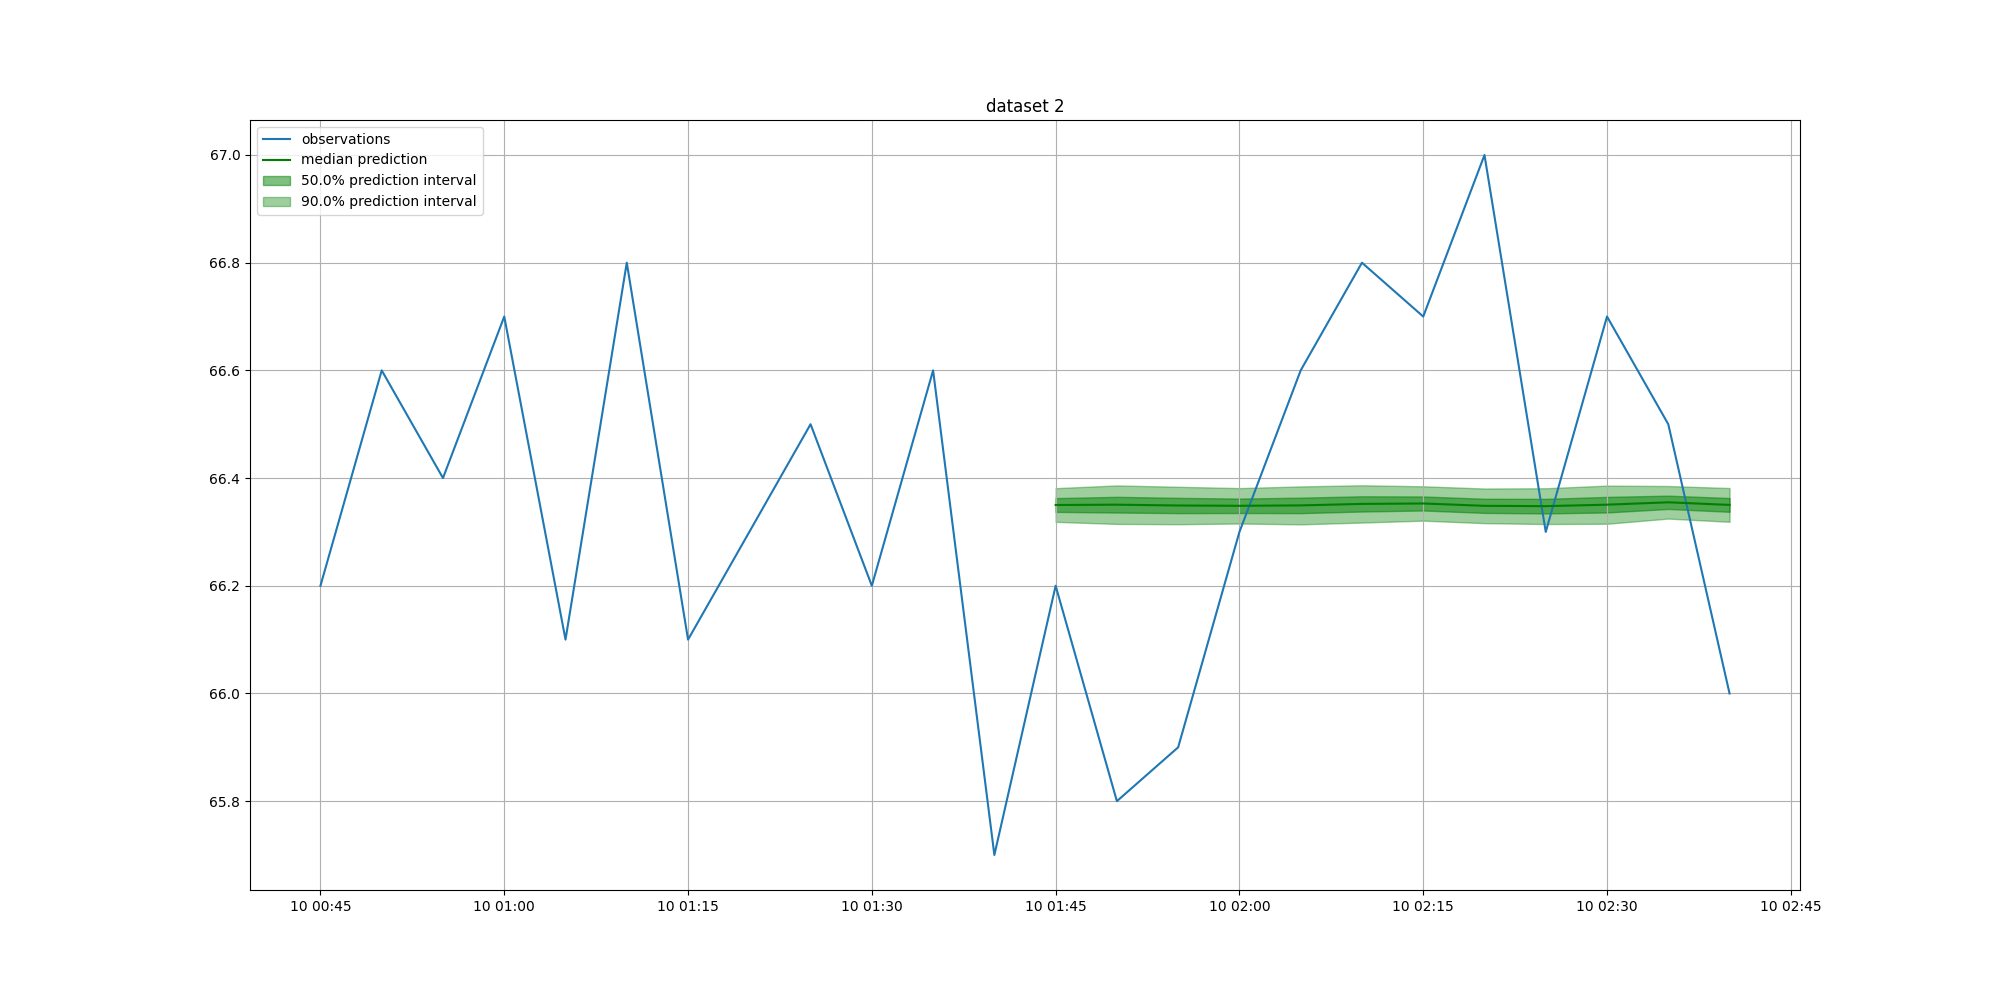 dataset 2
observations
median prediction
50.0% prediction interval
90.0% prediction interval
67.0
66.8
66.6
66.4
66.2
66.0
65.8
10 00:45 10 01:00 10 01:15 10 01:30 10 01:45 10 02:00 10 02:15 10 02:30 10 02:45